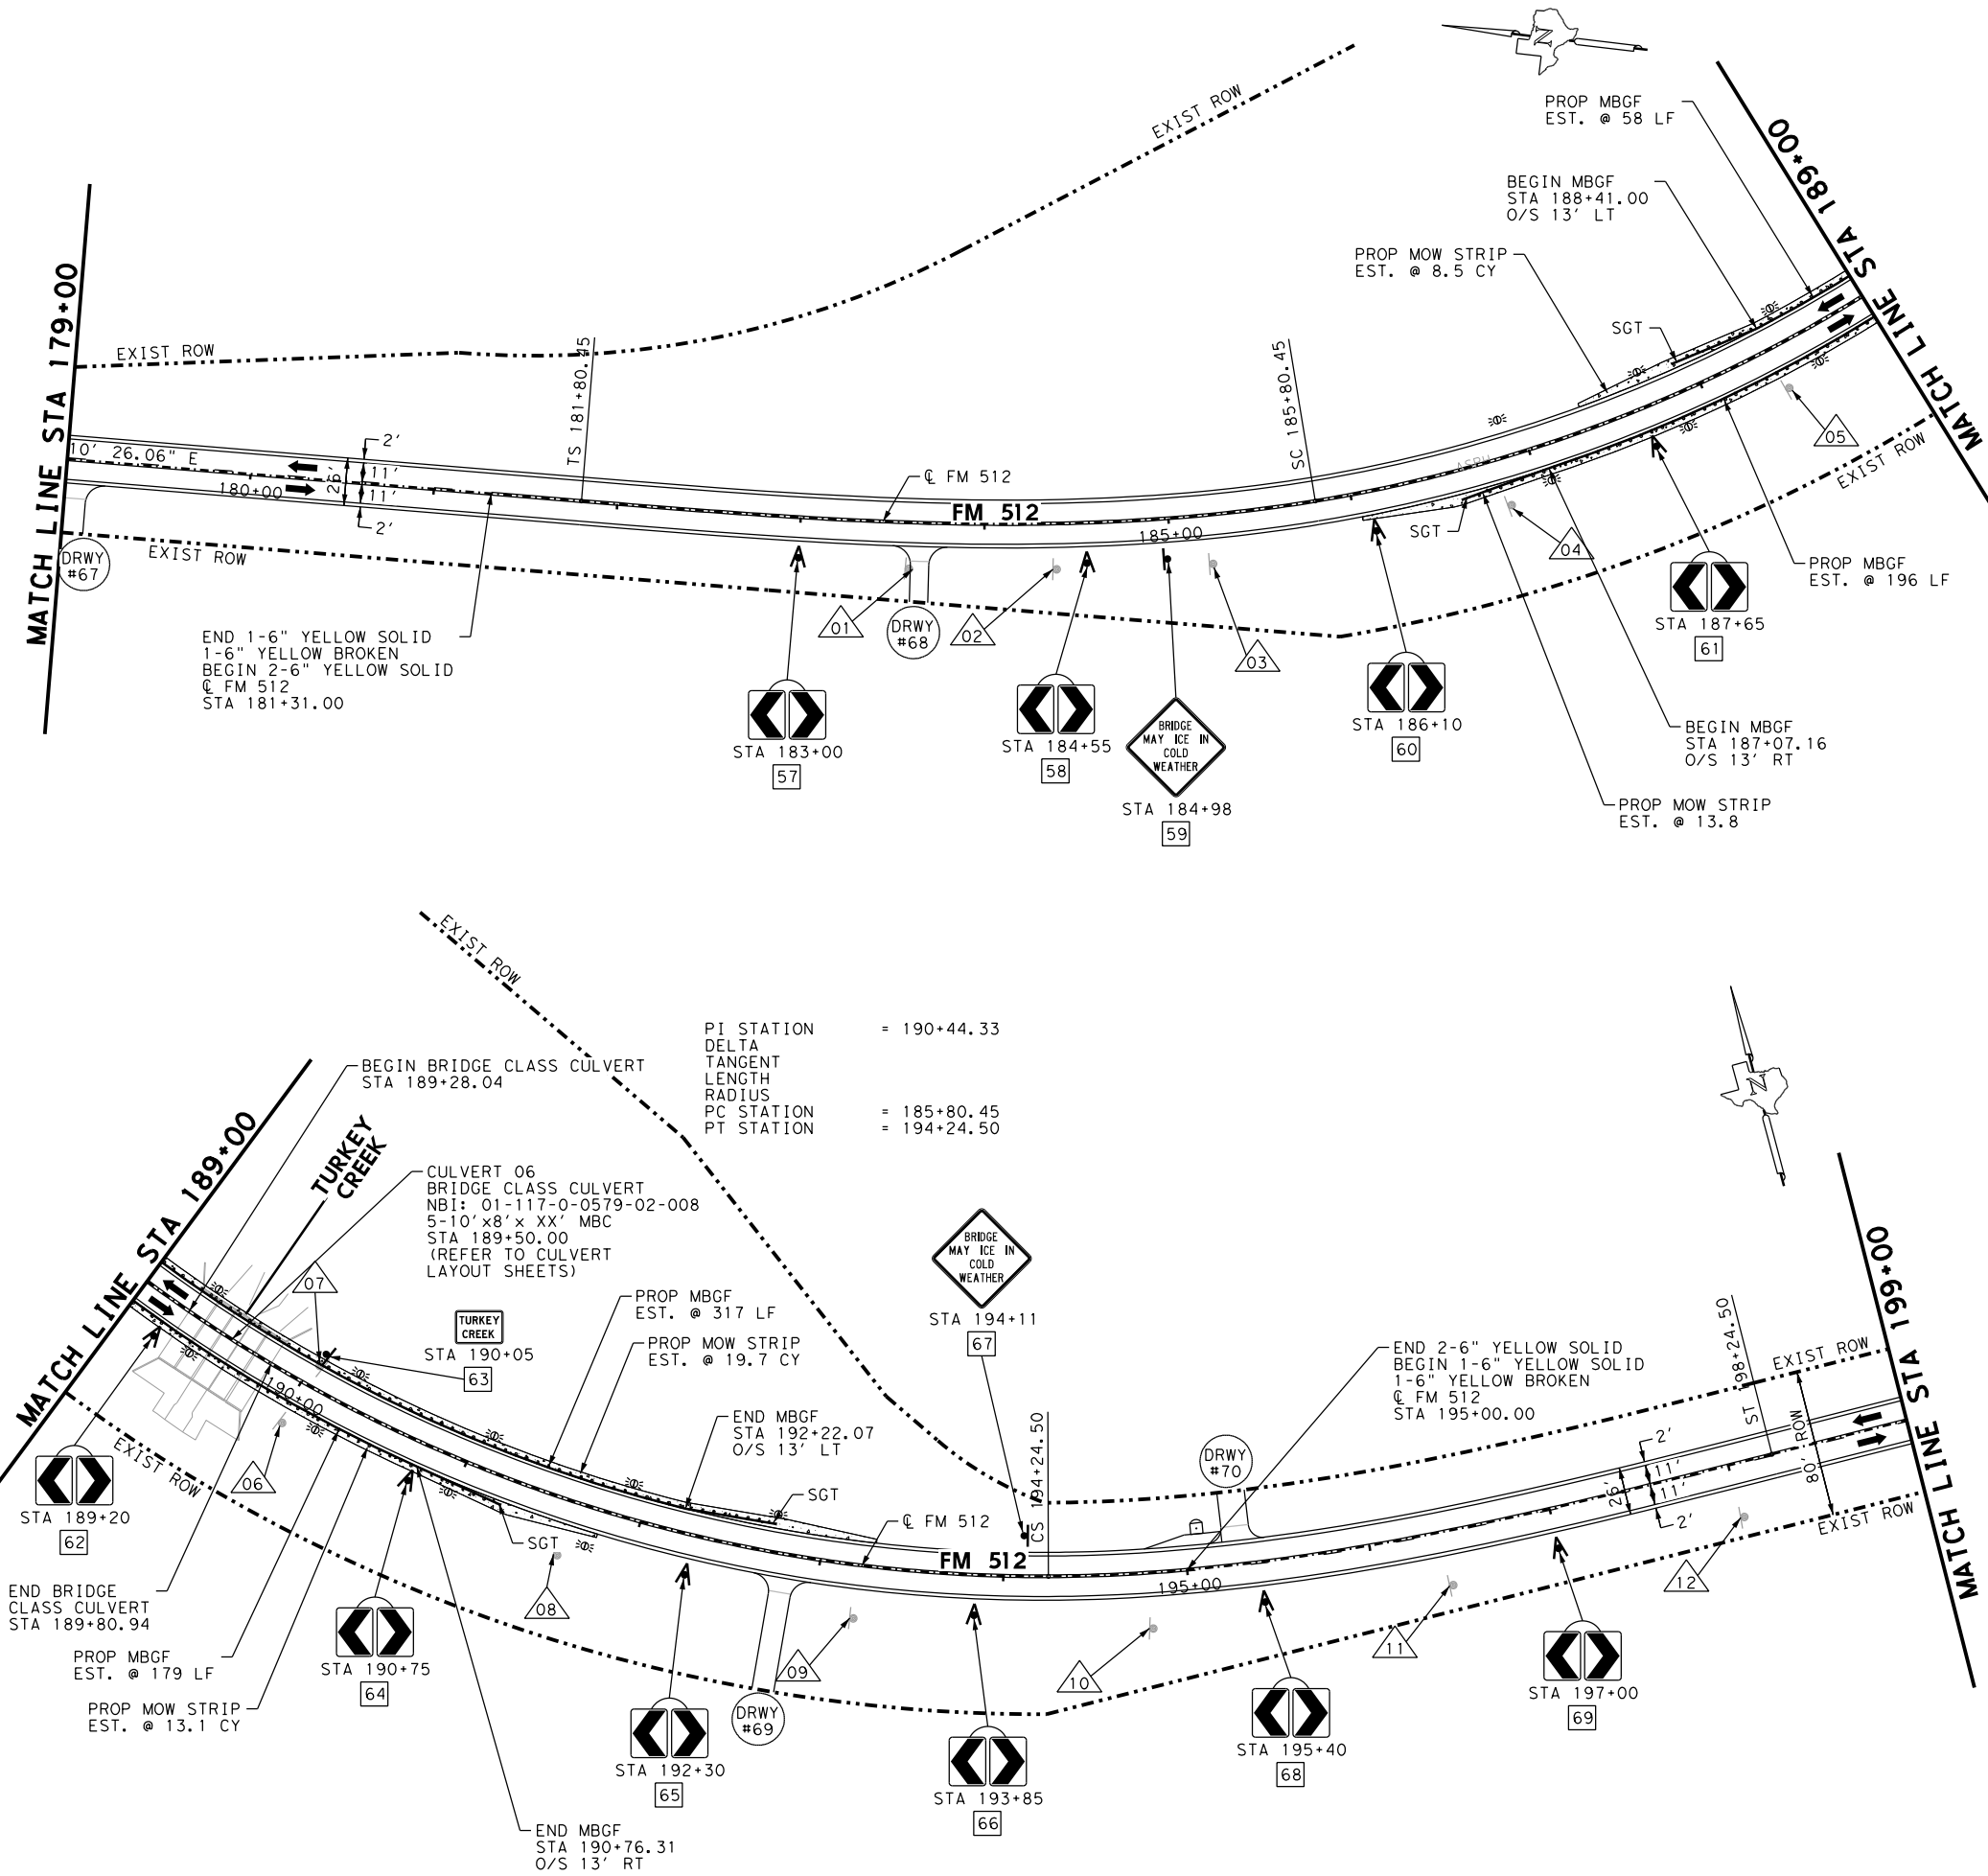 MATCH LINE STA 179+00
EXIST ROW
EXIST ROW
N
MATCH LINE STA 189+00
PROP MBGF
EST. @ 58 LF
BEGIN MBGF
STA 188+41.00
O/S 13' LT
PROP MOW STRIP
EST. @ 8.5 CY
SGT
TS 181+80.45
SC 185+80.45
10' 26.06" E
2'
11'
26'
11'
2'
180+00
℄ FM 512
FM 512
185+00
SGT
EXIST ROW
EXIST ROW
DRWY
#67
DRWY
#68
01
02
03
04
05
END 1-6" YELLOW SOLID
1-6" YELLOW BROKEN
BEGIN 2-6" YELLOW SOLID
℄ FM 512
STA 181+31.00
STA 183+00
57
STA 184+55
58
BRIDGE
MAY ICE IN
COLD
WEATHER
STA 184+98
59
STA 186+10
60
STA 187+65
61
PROP MBGF
EST. @ 196 LF
BEGIN MBGF
STA 187+07.16
O/S 13' RT
PROP MOW STRIP
EST. @ 13.8
EXIST ROW
PI STATION = 190+44.33
DELTA
TANGENT
LENGTH
RADIUS
PC STATION = 185+80.45
PT STATION = 194+24.50
N
MATCH LINE STA 189+00
BEGIN BRIDGE CLASS CULVERT
STA 189+28.04
TURKEY
CREEK
CULVERT 06
BRIDGE CLASS CULVERT
NBI: 01-117-0-0579-02-008
5-10'x8'x XX' MBC
STA 189+50.00
(REFER TO CULVERT
LAYOUT SHEETS)
07
TURKEY
CREEK
STA 190+05
63
PROP MBGF
EST. @ 317 LF
PROP MOW STRIP
EST. @ 19.7 CY
END MBGF
STA 192+22.07
O/S 13' LT
SGT
BRIDGE
MAY ICE IN
COLD
WEATHER
STA 194+11
67
CS 194+24.50
DRWY
#70
END 2-6" YELLOW SOLID
BEGIN 1-6" YELLOW SOLID
1-6" YELLOW BROKEN
℄ FM 512
STA 195+00.00
ST 198+24.50
EXIST ROW
80' ROW
EXIST ROW
2'
11'
26'
11'
2'
MATCH LINE STA 199+00
190+00
℄ FM 512
FM 512
195+00
SGT
EXIST ROW
06
08
09
10
11
12
STA 189+20
62
END BRIDGE
CLASS CULVERT
STA 189+80.94
PROP MBGF
EST. @ 179 LF
PROP MOW STRIP
EST. @ 13.1 CY
STA 190+75
64
END MBGF
STA 190+76.31
O/S 13' RT
STA 192+30
65
DRWY
#69
STA 193+85
66
STA 195+40
68
STA 197+00
69